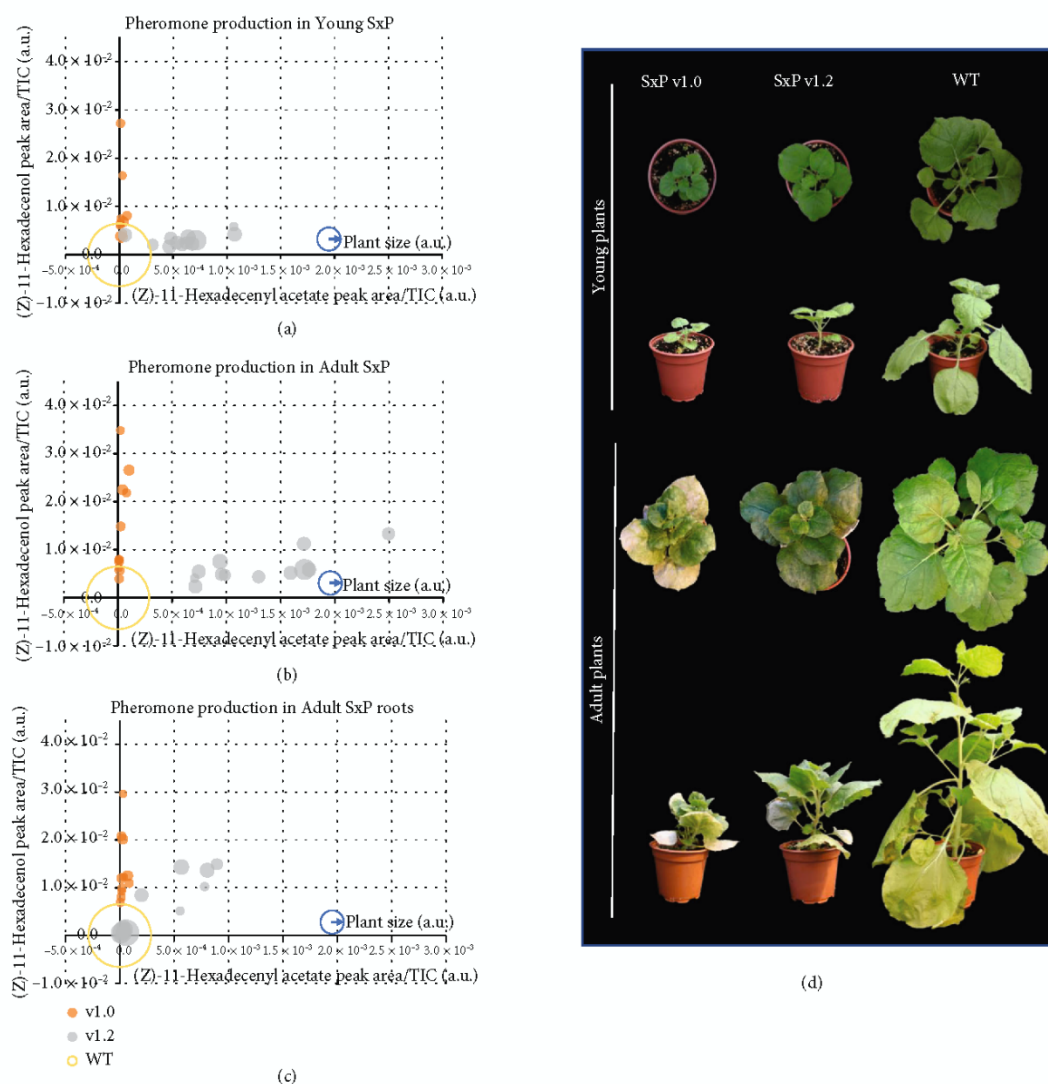 Pheromone production in Young SxP
(Z)-11-Hexadecenol peak area/TIC (a.u.)
4.0 × 10⁻²
3.0 × 10⁻²
2.0 × 10⁻²
1.0 × 10⁻²
0.0
−1.0 × 10⁻²
−5.0 × 10⁻⁴ 0.0 5.0 × 10⁻⁴ 1.0 × 10⁻³ 1.5 × 10⁻³ 2.0 × 10⁻³ 2.5 × 10⁻³ 3.0 × 10⁻³
Plant size (a.u.)
(Z)-11-Hexadecenyl acetate peak area/TIC (a.u.)
(a)
Pheromone production in Adult SxP
(Z)-11-Hexadecenol peak area/TIC (a.u.)
4.0 × 10⁻²
3.0 × 10⁻²
2.0 × 10⁻²
1.0 × 10⁻²
0.0
−1.0 × 10⁻²
−5.0 × 10⁻⁴ 0.0 5.0 × 10⁻⁴ 1.0 × 10⁻³ 1.5 × 10⁻³ 2.0 × 10⁻³ 2.5 × 10⁻³ 3.0 × 10⁻³
Plant size (a.u.)
(Z)-11-Hexadecenyl acetate peak area/TIC (a.u.)
(b)
Pheromone production in Adult SxP roots
(Z)-11-Hexadecenol peak area/TIC (a.u.)
4.0 × 10⁻²
3.0 × 10⁻²
2.0 × 10⁻²
1.0 × 10⁻²
0.0
−1.0 × 10⁻²
−5.0 × 10⁻⁴ 0.0 5.0 × 10⁻⁴ 1.0 × 10⁻³ 1.5 × 10⁻³ 2.0 × 10⁻³ 2.5 × 10⁻³ 3.0 × 10⁻³
Plant size (a.u.)
(Z)-11-Hexadecenyl acetate peak area/TIC (a.u.)
v1.0
v1.2
WT
(c)
SxP v1.0 SxP v1.2 WT
Young plants
Adult plants
(d)